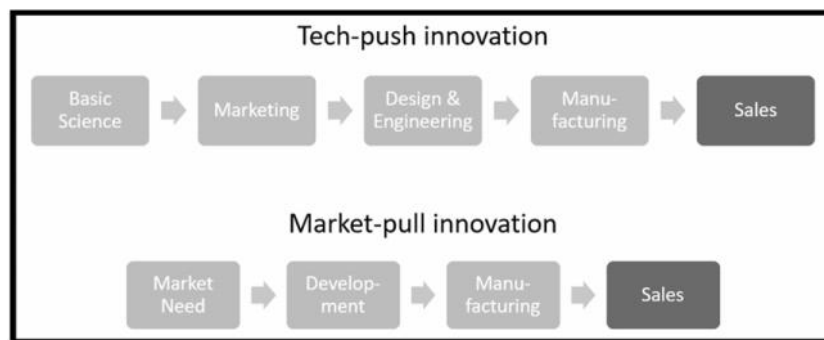 Tech-push innovation
Basic
Science
Marketing
Design &
Engineering
Manu-
facturing
Sales
Market-pull innovation
Market
Need
Develop-
ment
Manu-
facturing
Sales